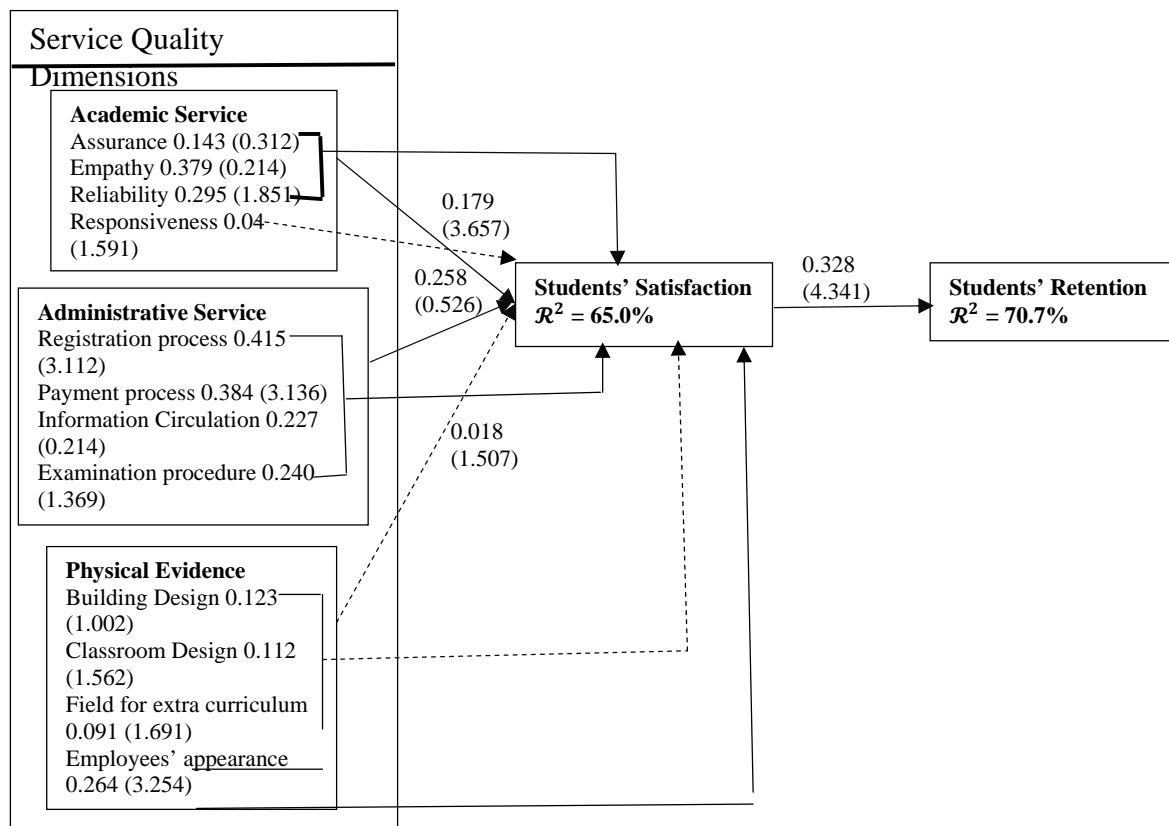 Service Quality
Dimensions
Academic Service
Assurance 0.143 (0.312)
Empathy 0.379 (0.214)
Reliability 0.295 (1.851)
Responsiveness 0.04
(1.591)
Administrative Service
Registration process 0.415
(3.112)
Payment process 0.384 (3.136)
Information Circulation 0.227
(0.214)
Examination procedure 0.240
(1.369)
Physical Evidence
Building Design 0.123
(1.002)
Classroom Design 0.112
(1.562)
Field for extra curriculum
0.091 (1.691)
Employees’ appearance
0.264 (3.254)
0.179
(3.657)
0.258
(0.526)
0.018
(1.507)
Students’ Satisfaction
ℛ² = 65.0%
0.328
(4.341)
Students’ Retention
ℛ² = 70.7%